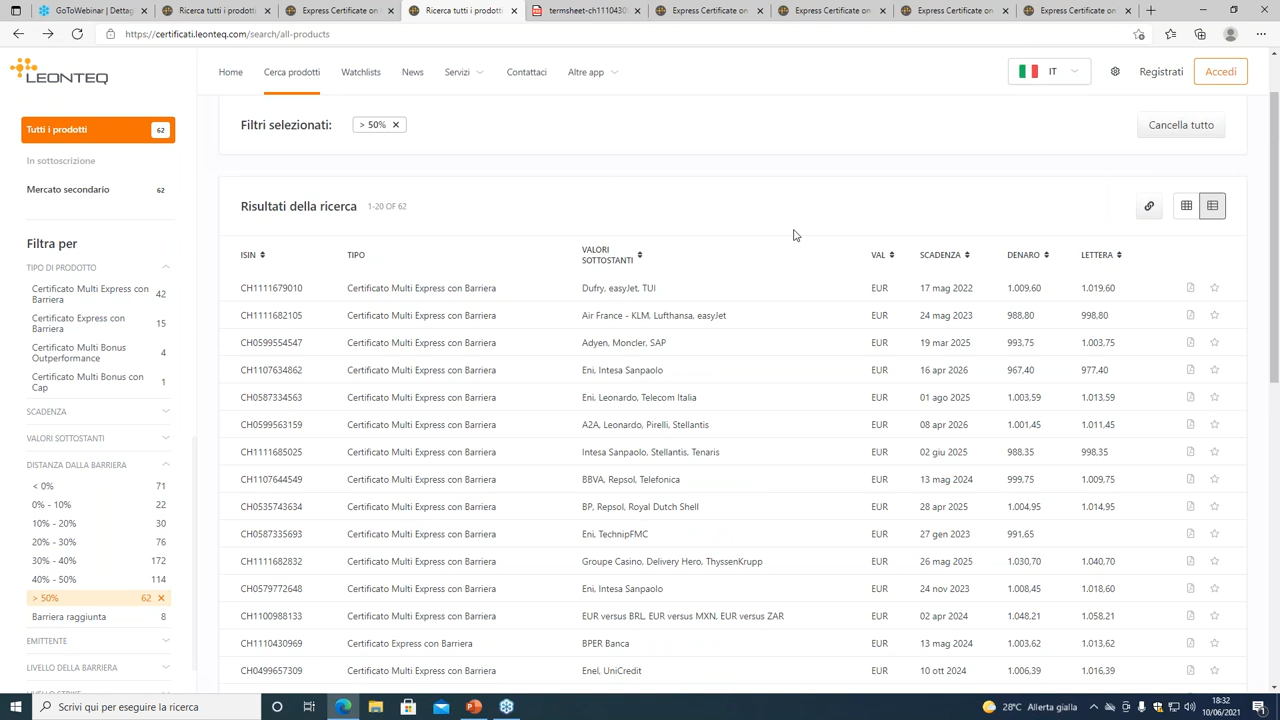 GoToWebinar | Dettag
Ricerca tutti i prodotti
Express Certificate on
Ricerca tutti i prodotti
termsheet-ch1110430
Express Certificate on
Express Certificate on
Express Certificate on
Express Certificate on
https://certificati.leonteq.com/search/all-products
LEONTEQ
Home
Cerca prodotti
Watchlists
News
Servizi
Contattaci
Altre app
IT
Registrati
Accedi
Tutti i prodotti 62
In sottoscrizione
Mercato secondario 62
Filtra per
TIPO DI PRODOTTO
Certificato Multi Express con
Barriera 42
Certificato Express con
Barriera 15
Certificato Multi Bonus
Outperformance 4
Certificato Multi Bonus con
Cap 1
SCADENZA
VALORI SOTTOSTANTI
DISTANZA DALLA BARRIERA
< 0% 71
0% - 10% 22
10% - 20% 30
20% - 30% 76
30% - 40% 172
40% - 50% 114
> 50% 62
Barriera raggiunta 8
EMITTENTE
LIVELLO DELLA BARRIERA
LIVELLO STRIKE
Filtri selezionati: > 50% Cancella tutto
Risultati della ricerca 1-20 OF 62
ISIN TIPO VALORI SOTTOSTANTI VAL SCADENZA DENARO LETTERA
CH1111679010 Certificato Multi Express con Barriera Dufry, easyJet, TUI EUR 17 mag 2022 1.009,60 1.019,60
CH1111682105 Certificato Multi Express con Barriera Air France - KLM, Lufthansa, easyJet EUR 24 mag 2023 988,80 998,80
CH0599554547 Certificato Multi Express con Barriera Adyen, Moncler, SAP EUR 19 mar 2025 993,75 1.003,75
CH1107634862 Certificato Multi Express con Barriera Eni, Intesa Sanpaolo EUR 16 apr 2026 967,40 977,40
CH0587334563 Certificato Multi Express con Barriera Eni, Leonardo, Telecom Italia EUR 01 ago 2025 1.003,59 1.013,59
CH0599563159 Certificato Multi Express con Barriera A2A, Leonardo, Pirelli, Stellantis EUR 08 apr 2026 1.001,45 1.011,45
CH1111685025 Certificato Multi Express con Barriera Intesa Sanpaolo, Stellantis, Tenaris EUR 02 giu 2025 988,35 998,35
CH1107644549 Certificato Multi Express con Barriera BBVA, Repsol, Telefonica EUR 13 mag 2024 999,75 1.009,75
CH0535743634 Certificato Multi Express con Barriera BP, Repsol, Royal Dutch Shell EUR 28 apr 2025 1.004,95 1.014,95
CH0587335693 Certificato Multi Express con Barriera Eni, TechnipFMC EUR 27 gen 2023 991,65
CH1111682832 Certificato Multi Express con Barriera Groupe Casino, Delivery Hero, ThyssenKrupp EUR 26 mag 2025 1.030,70 1.040,70
CH0579772648 Certificato Multi Express con Barriera Eni, Intesa Sanpaolo EUR 24 nov 2023 1.008,45 1.018,60
CH1100988133 Certificato Multi Express con Barriera EUR versus BRL, EUR versus MXN, EUR versus ZAR EUR 02 apr 2024 1.048,21 1.058,21
CH1110430969 Certificato Express con Barriera BPER Banca EUR 13 mag 2024 1.003,62 1.013,62
CH0499657309 Certificato Multi Express con Barriera Enel, UniCredit EUR 10 ott 2024 1.006,39 1.016,39
Scrivi qui per eseguire la ricerca
28°C Allerta gialla
18:32
10/06/2021